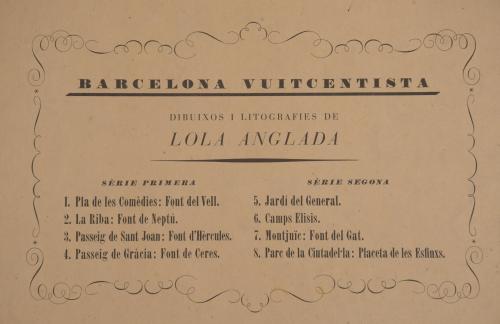 BARCELONA VUITCENTISTA
DIBUIXOS I LITOGRAFIES DE
LOLA ANGLADA
SÈRIE PRIMERA
1. Pla de les Comèdies: Font del Vell.
2. La Riba: Font de Neptú.
3. Passeig de Sant Joan: Font d'Hèrcules.
4. Passeig de Gràcia: Font de Ceres.
SÈRIE SEGONA
5. Jardí del General.
6. Camps Elisis.
7. Montjuïc: Font del Gat.
8. Parc de la Ciutadel·la: Placeta de les Esfinxs.